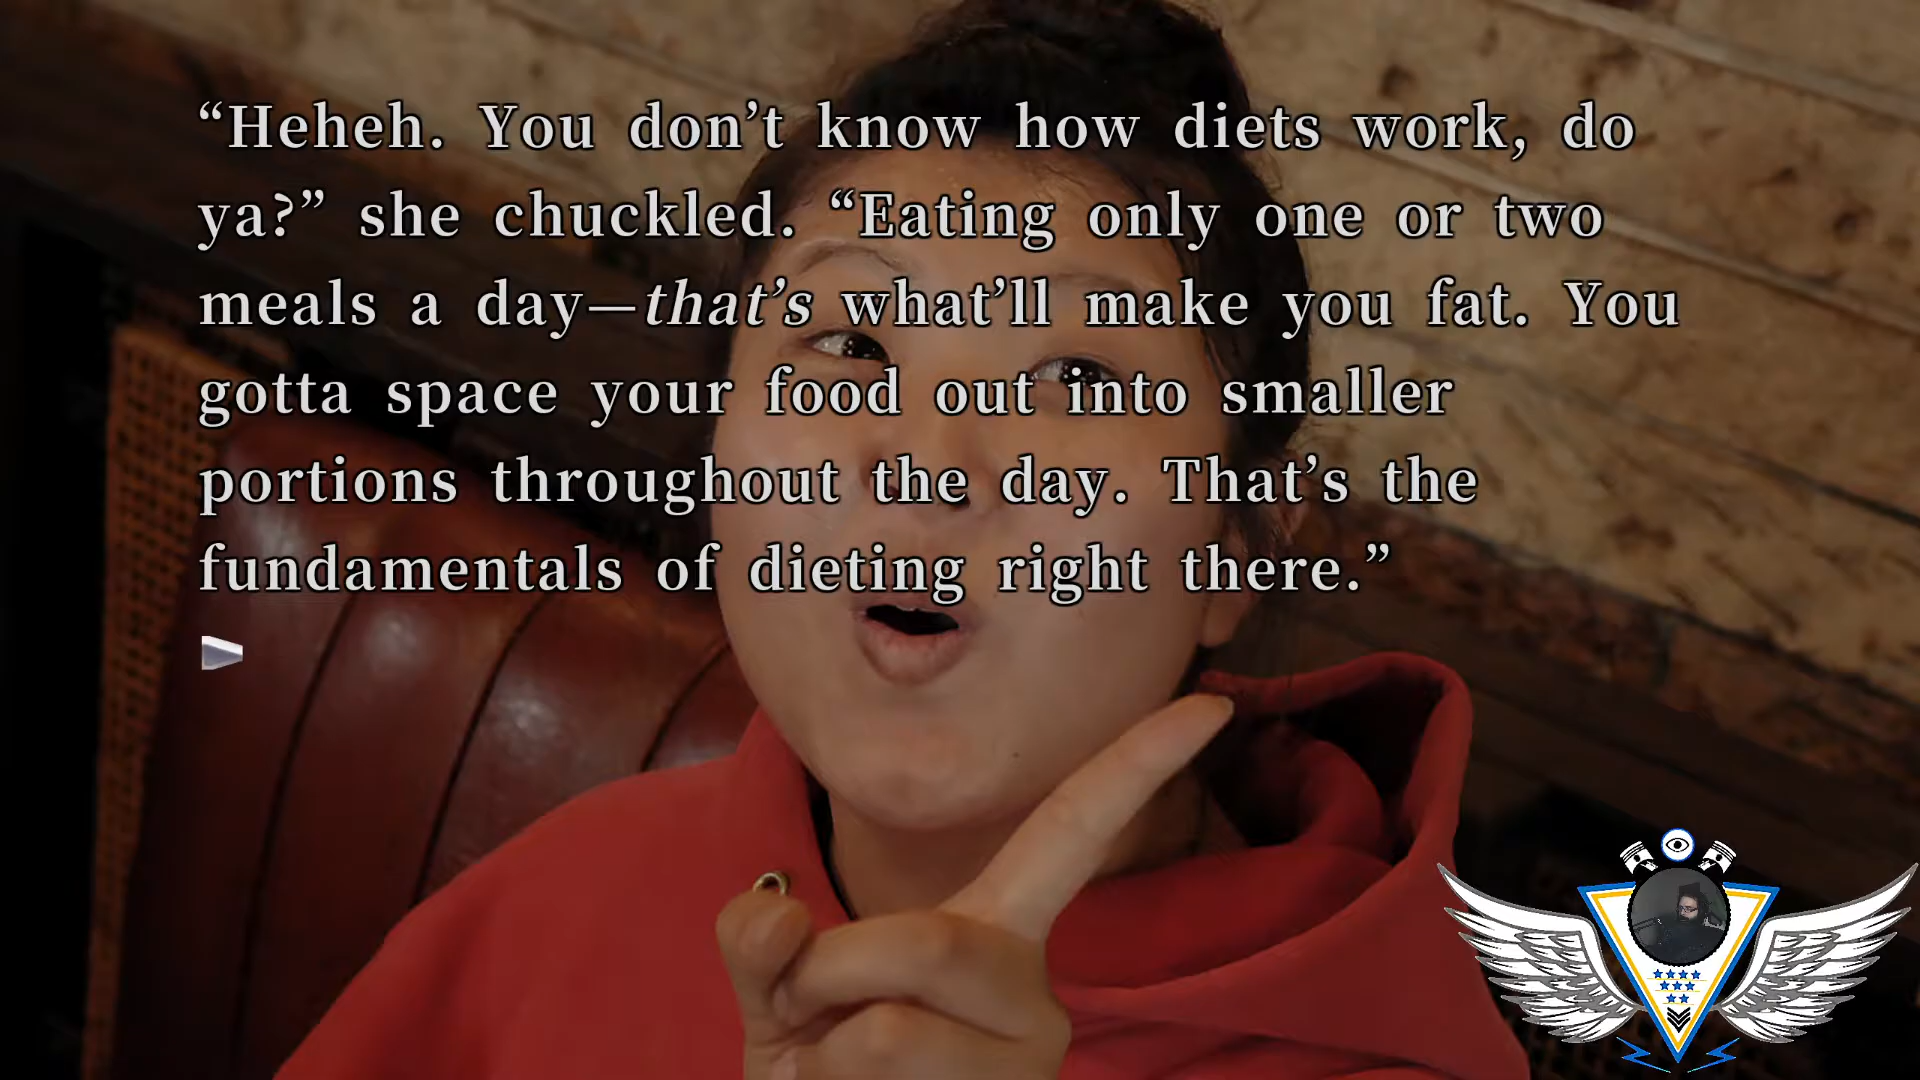 “Heheh. You don’t know how diets work, do
ya?” she chuckled. “Eating only one or two
meals a day—that’s what’ll make you fat. You
gotta space your food out into smaller
portions throughout the day. That’s the
fundamentals of dieting right there.”